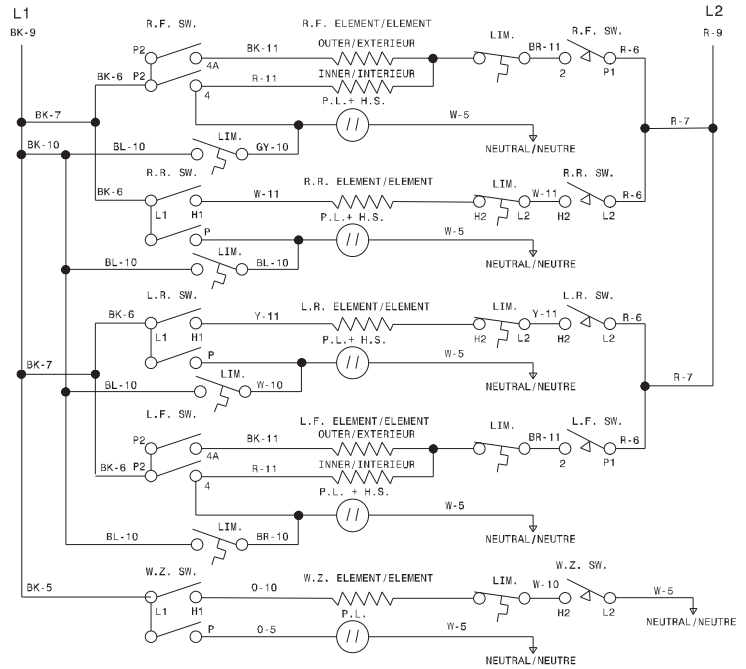 L1
L2
BK-9
R-9
R.F. SW.
R.F. ELEMENT/ELEMENT
OUTER/EXTERIEUR
LIM.
R.F. SW.
P2
4A
BK-11
BR-11
R-6
2
P1
BK-6
P2
R-11
INNER/INTERIEUR
4
P.L.+ H.S.
W-5
BK-7
R-7
NEUTRAL/NEUTRE
BK-10
BL-10
LIM.
GY-10
R.R. SW.
R.R. ELEMENT/ELEMENT
LIM.
R.R. SW.
BK-6
W-11
W-11
R-6
L1
H1
H2
L2
H2
L2
P.L.+ H.S.
P
W-5
NEUTRAL/NEUTRE
LIM.
BL-10
BL-10
L.R. SW.
L.R. ELEMENT/ELEMENT
LIM.
L.R. SW.
BK-6
Y-11
Y-11
R-6
L1
H1
H2
L2
H2
L2
P.L.+ H.S.
P
W-5
BK-7
R-7
NEUTRAL/NEUTRE
LIM.
BL-10
W-10
L.F. SW.
L.F. ELEMENT/ELEMENT
OUTER/EXTERIEUR
LIM.
L.F. SW.
P2
4A
BK-11
BR-11
R-6
2
P1
BK-6
P2
R-11
INNER/INTERIEUR
4
P.L. + H.S.
W-5
LIM.
BL-10
BR-10
NEUTRAL/NEUTRE
W.Z. SW.
W.Z. ELEMENT/ELEMENT
LIM.
W.Z. SW.
BK-5
O-10
W-10
W-5
L1
H1
H2
L2
P.L.
NEUTRAL/NEUTRE
P
O-5
W-5
NEUTRAL/NEUTRE